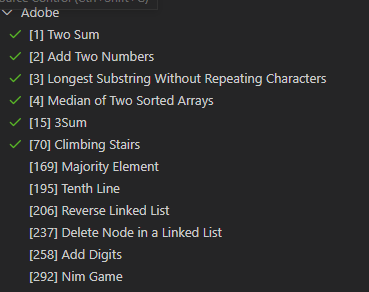 Adobe
[1] Two Sum
[2] Add Two Numbers
[3] Longest Substring Without Repeating Characters
[4] Median of Two Sorted Arrays
[15] 3Sum
[70] Climbing Stairs
[169] Majority Element
[195] Tenth Line
[206] Reverse Linked List
[237] Delete Node in a Linked List
[258] Add Digits
[292] Nim Game